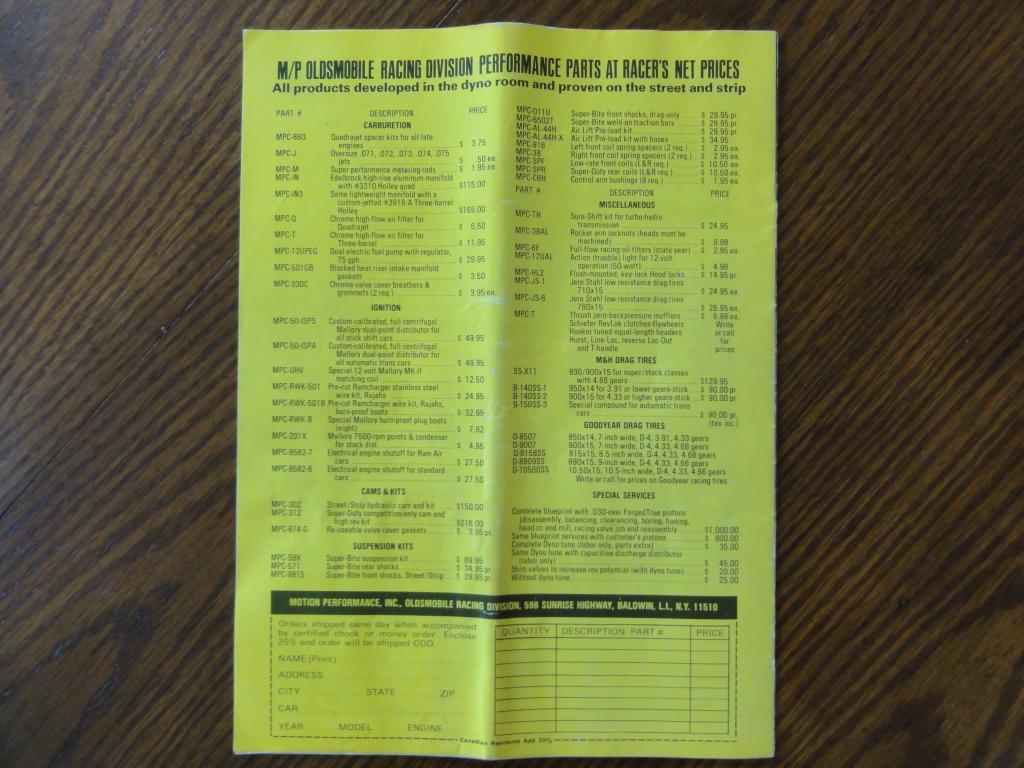 M/P OLDSMOBILE RACING DIVISION PERFORMANCE PARTS AT RACER'S NET PRICES
All products developed in the dyno room and proven on the street and strip
PART # DESCRIPTION PRICE
CARBURETION
MPC-860 Quadrajet spacer kits for all late
engines $ 3.75
MPC-J Oversize .071, .072, .073, .074, .075
jets $ .50 ea.
MPC-M Super performance metering rods $ 1.95 ea.
MPC-IN Edelbrock high-rise aluminum manifold
with #3310 Holley quad $115.00
MPC-IN3 Same lightweight manifold with a
custom-jetted #3916-A Three-barrel
Holley $165.00
MPC-Q Chrome high-flow air filter for
Quadrajet $ 6.50
MPC-T Chrome high-flow air filter for
Three-barrel $ 11.95
MPC-12UPEG Dual electric fuel pump with regulator,
75 gph $ 29.95
MPC-501GB Blocked heat riser intake manifold
gaskets $ 3.50
MPC-330C Chrome valve cover breathers &
grommets (2 req.) $ 3.95 ea.
IGNITION
MPC-50-ISPS Custom-calibrated, full centrifugal
Mallory dual-point distributor for
all stick shift cars $ 49.95
MPC-50-ISPA Custom-calibrated, full centrifugal
Mallory dual-point distributor for
all automatic trans cars $ 49.95
MPC-UHV Special 12-volt Mallory MK-II
matching coil $ 12.50
MPC-RWK-501 Pre-cut Ramcharger stainless steel
wire kit, Rajahs $ 24.95
MPC-RWK-501B Pre-cut Ramcharger wire kit, Rajahs,
burn-proof boots $ 32.95
MPC-RWK-B Special Mallory burn-proof plug boots
(eight) $ 7.92
MPC-201X Mallory 7500-rpm points & condenser
for stock dist. $ 4.95
MPC-8582-7 Electrical engine shutoff for Ram Air
cars $ 27.50
MPC-8582-6 Electrical engine shutoff for standard
cars $ 27.50
CAMS & KITS
MPC-302 Street/Strip hydraulic cam and kit $150.00
MPC-312 Super-Duty competition-only cam and
high rev kit $216.00
MPC-674-G Re-useable valve cover gaskets $ 3.95 pr.
SUSPENSION KITS
MPC-SBK Super-Bite suspension kit $ 89.95
MPC-571 Super-Bite rear shocks $ 34.95 pr.
MPC-9815 Super-Bite front shocks, Street/Strip $ 29.95 pr.
MPC-011U Super-Bite front shocks, drag-only $ 29.95 pr.
MPC-6502T Super-Bite weld-on traction bars $ 29.95 pr.
MPC-AL-44H Air Lift Pre-load kit $ 29.95 pr.
MPC-AL-44H-X Air Lift Pre-load kit with hoses $ 34.95
MPC-916 Left front coil spring spacers (2 req.) $ 2.95 ea.
MPC-38 Right front coil spring spacers (2 req.) $ 2.95 ea.
MPC-SPF Low-rate front coils (L&R req.) $ 10.50 ea.
MPC-SPR Super-Duty rear coils (L&R req.) $ 10.50 ea.
MPC-CBH Control arm bushings (8 req.) $ 1.95 ea.
PART # DESCRIPTION PRICE
MISCELLANEOUS
MPC-TH Sure-Shift kit for turbo-hydro
transmission $ 24.95
MPC-38AL Rocker arm locknuts (heads must be
machined) $ 9.98
MPC-6F Full-flow racing oil filters (state year) $ 2.95 ea.
MPC-12UAL Action (trouble) light for 12-volt
operation (50-watt) $ 4.98
MPC-HL2 Flush-mounted, key-lock Hood locks $ 14.95 pr.
MPC-JS-1 Jere Stahl low resistance drag tires
710x15 $ 24.95 ea.
MPC-JS-6 Jere Stahl low resistance drag tires
760x15 $ 26.95 ea.
MPC-T Thrush zero-backpressure mufflers $ 6.98 ea.
Schiefer RevLok clutches-flywheels Write
Hooker tuned equal-length headers or call
Hurst, Line-Loc, reverse Loc-Out for
and T-handle prices
M&H DRAG TIRES
SS-X11 890/900x15 for super/stock classes
with 4.66 gears $129.95
B-140SS-1 950x14 for 3.91 or lower gears-stick $ 90.00 pr.
B-140SS-2 900x15 for 4.33 or higher gears-stick $ 90.00 pr.
B-150SS-3 Special compound for automatic trans
cars $ 90.00 pr.
(tax. inc.)
GOODYEAR DRAG TIRES
D-8507 850x14, 7-inch wide, D-4, 3.91, 4.33 gears
D-9007 900x15, 7-inch wide, D-4, 4.33, 4.66 gears
D-8158SS 815x15, 8.5-inch wide, D-4, 4.33, 4.66 gears
D-8909SS 890x15, 9-inch wide, D-4, 4.33, 4.66 gears
D-10500SS 10.50x15, 10.5-inch wide, D-4, 4.33, 4.66 gears
Write or call for prices on Goodyear racing tires
SPECIAL SERVICES
Complete blueprint with .030-over ForgedTrue pistons
(disassembly, balancing, clearancing, boring, honing,
head cc and mill, racing valve job and reassembly $1,000.00
Same blueprint services with customer's pistons $ 800.00
Complete Dyno tune (labor only, parts extra) $ 35.00
Same Dyno tune with capacitive discharge distributor
(labor only) $ 45.00
Shim valves to increase rev potential (with dyno tune) $ 20.00
Without dyno tune $ 25.00
MOTION PERFORMANCE, INC., OLDSMOBILE RACING DIVISION, 598 SUNRISE HIGHWAY, BALDWIN, L.I., N.Y. 11510
Orders shipped same day when accompanied
by certified check or money order. Enclose
25% and order will be shipped COD.
NAME (Print)
ADDRESS
CITY STATE ZIP
CAR
YEAR MODEL ENGINE
QUANTITY DESCRIPTION PART # PRICE
Canadian Residents Add 10%